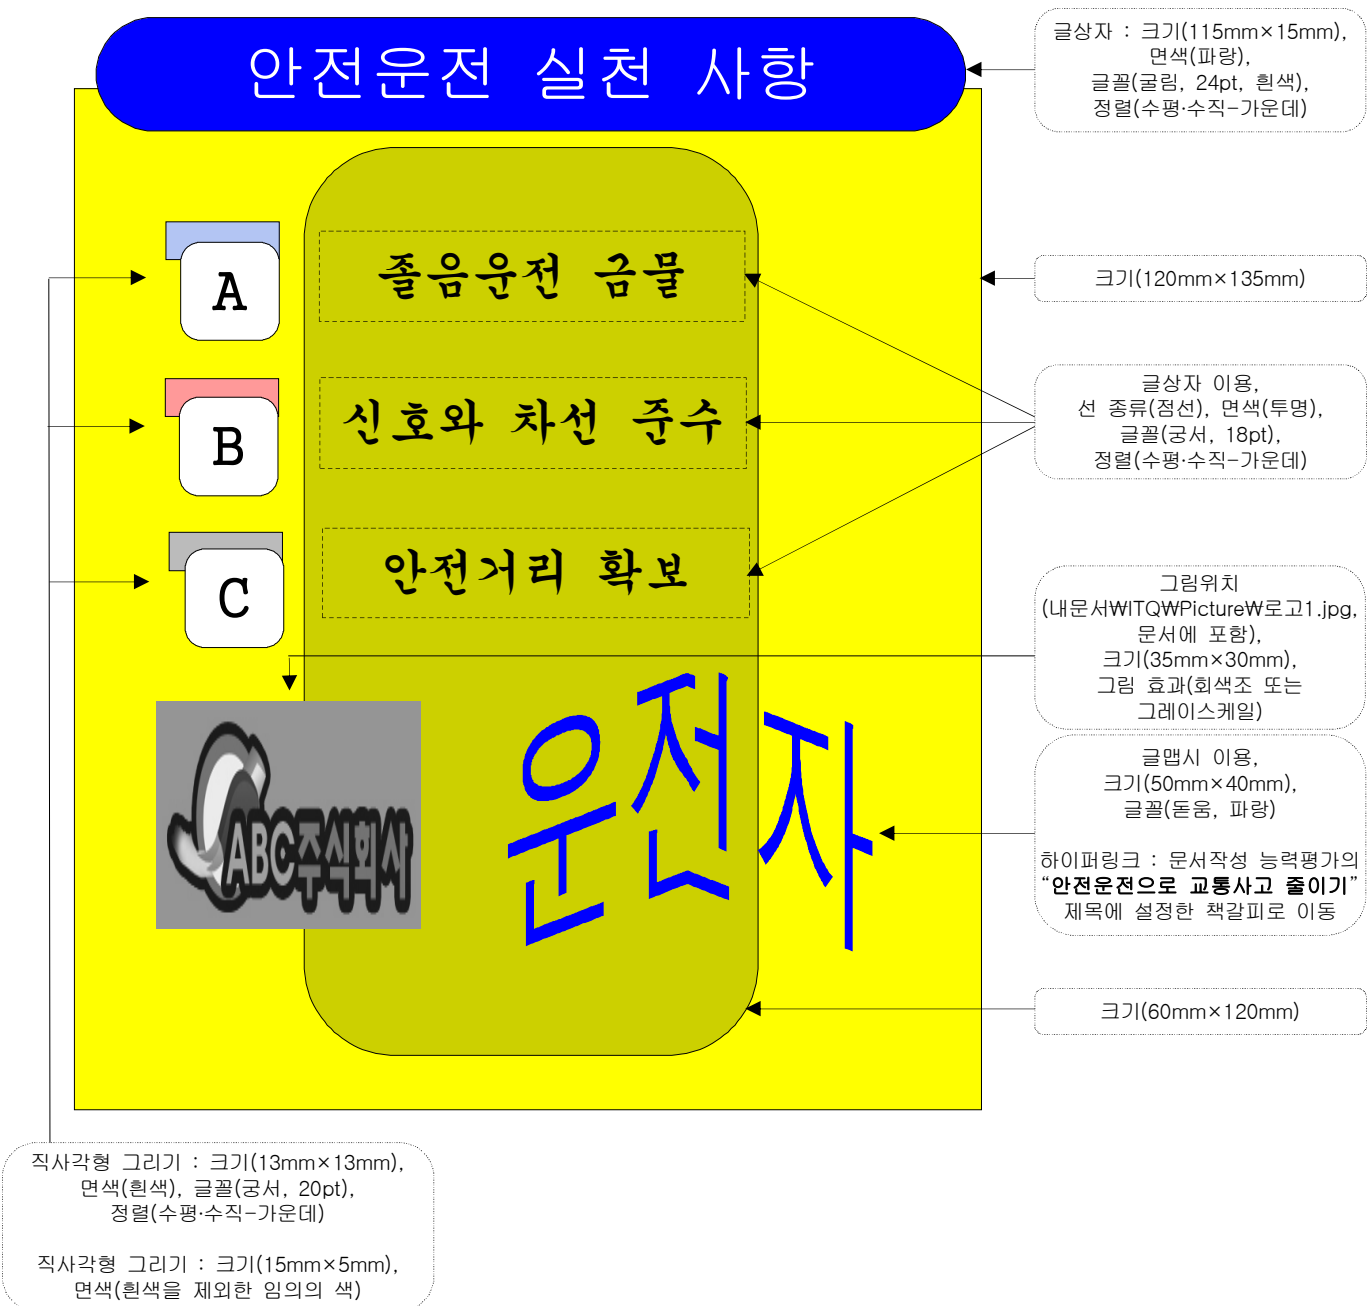 안전운전 실천 사항
글상자 : 크기(115mm×15mm),
면색(파랑),
글꼴(굴림, 24pt, 흰색),
정렬(수평·수직-가운데)
A
졸음운전 금물
크기(120mm×135mm)
B
신호와 차선 준수
글상자 이용,
선 종류(점선), 면색(투명),
글꼴(궁서, 18pt),
정렬(수평·수직-가운데)
C
안전거리 확보
그림위치
(내문서₩ITQ₩Picture₩로고1.jpg,
문서에 포함),
크기(35mm×30mm),
그림 효과(회색조 또는
그레이스케일)
ABC주식회사
운전자
글맵시 이용,
크기(50mm×40mm),
글꼴(돋움, 파랑)
하이퍼링크 : 문서작성 능력평가의
“안전운전으로 교통사고 줄이기”
제목에 설정한 책갈피로 이동
크기(60mm×120mm)
직사각형 그리기 : 크기(13mm×13mm),
면색(흰색), 글꼴(궁서, 20pt),
정렬(수평·수직-가운데)
직사각형 그리기 : 크기(15mm×5mm),
면색(흰색을 제외한 임의의 색)